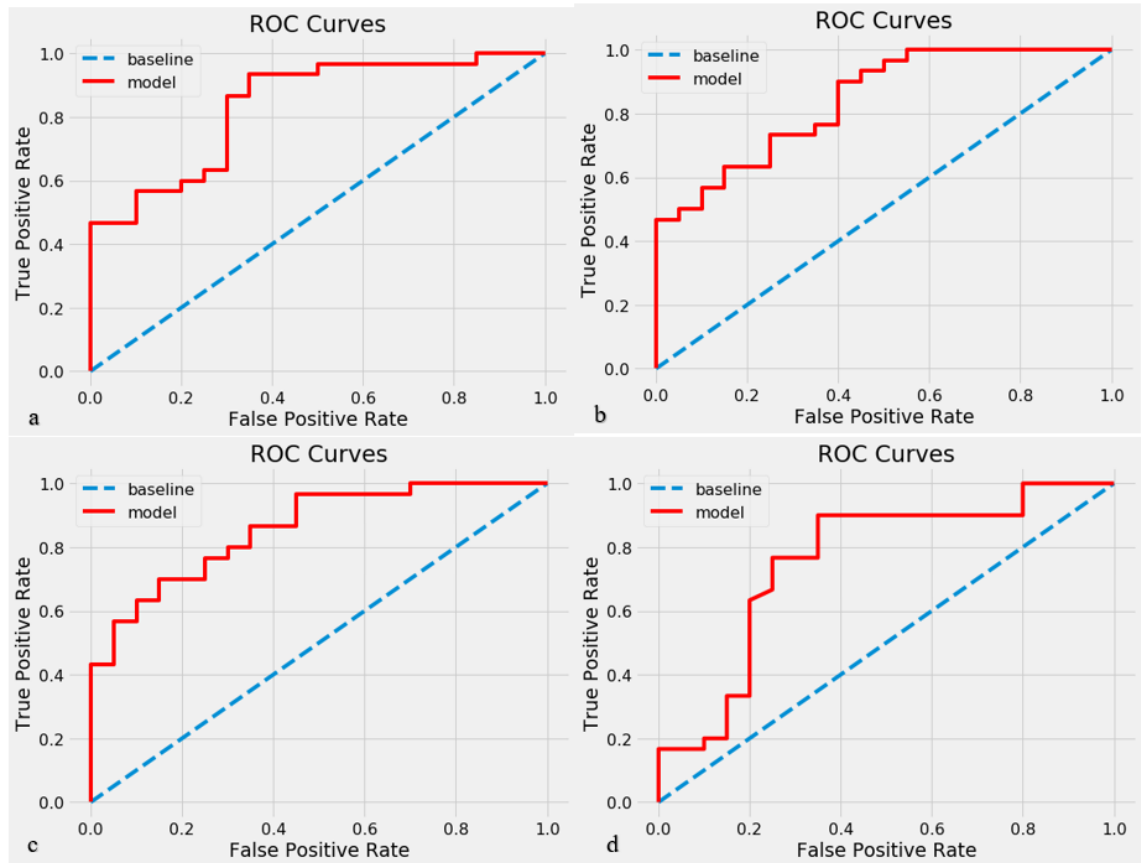 ROC Curves
baseline
model
True Positive Rate
1.0
0.8
0.6
0.4
0.2
0.0
0.0 0.2 0.4 0.6 0.8 1.0
False Positive Rate
a
ROC Curves
baseline
model
True Positive Rate
1.0
0.8
0.6
0.4
0.2
0.0
0.0 0.2 0.4 0.6 0.8 1.0
False Positive Rate
b
ROC Curves
baseline
model
True Positive Rate
1.0
0.8
0.6
0.4
0.2
0.0
0.0 0.2 0.4 0.6 0.8 1.0
False Positive Rate
c
ROC Curves
baseline
model
True Positive Rate
1.0
0.8
0.6
0.4
0.2
0.0
0.0 0.2 0.4 0.6 0.8 1.0
False Positive Rate
d